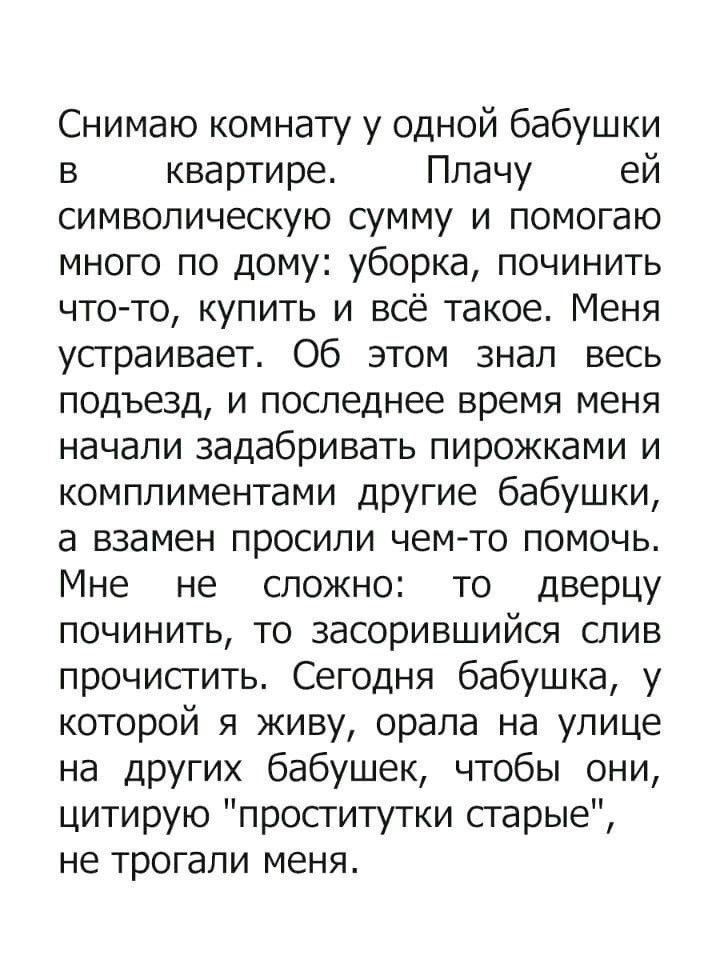 Снимаю комнату у одной бабушки
в квартире. Плачу ей
символическую сумму и помогаю
много по дому: уборка, починить
что-то, купить и всё такое. Меня
устраивает. Об этом знал весь
подъезд, и последнее время меня
начали задабривать пирожками и
комплиментами другие бабушки,
а взамен просили чем-то помочь.
Мне не сложно: то дверцу
починить, то засорившийся слив
прочистить. Сегодня бабушка, у
которой я живу, орала на улице
на других бабушек, чтобы они,
цитирую "проститутки старые",
не трогали меня.